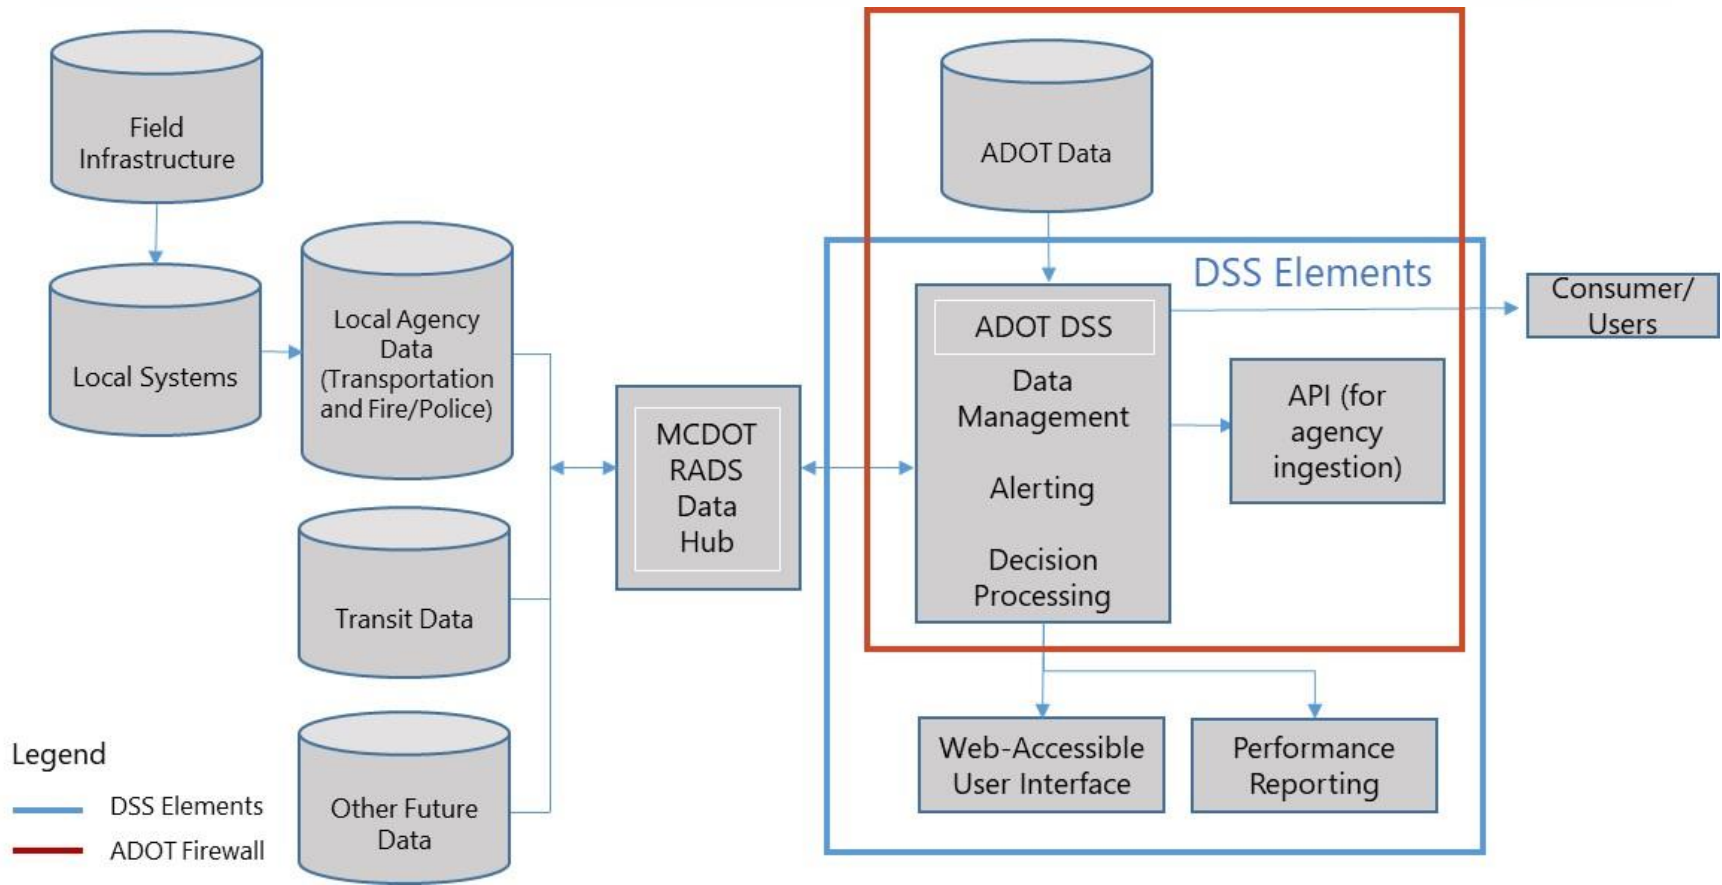 Field
Infrastructure
Local Systems
Local Agency
Data
(Transportation
and Fire/Police)
Transit Data
Other Future
Data
MCDOT
RADS
Data
Hub
ADOT Data
DSS Elements
ADOT DSS
Data
Management
Alerting
Decision
Processing
API (for
agency
ingestion)
Consumer/
Users
Web-Accessible
User Interface
Performance
Reporting
Legend
DSS Elements
ADOT Firewall